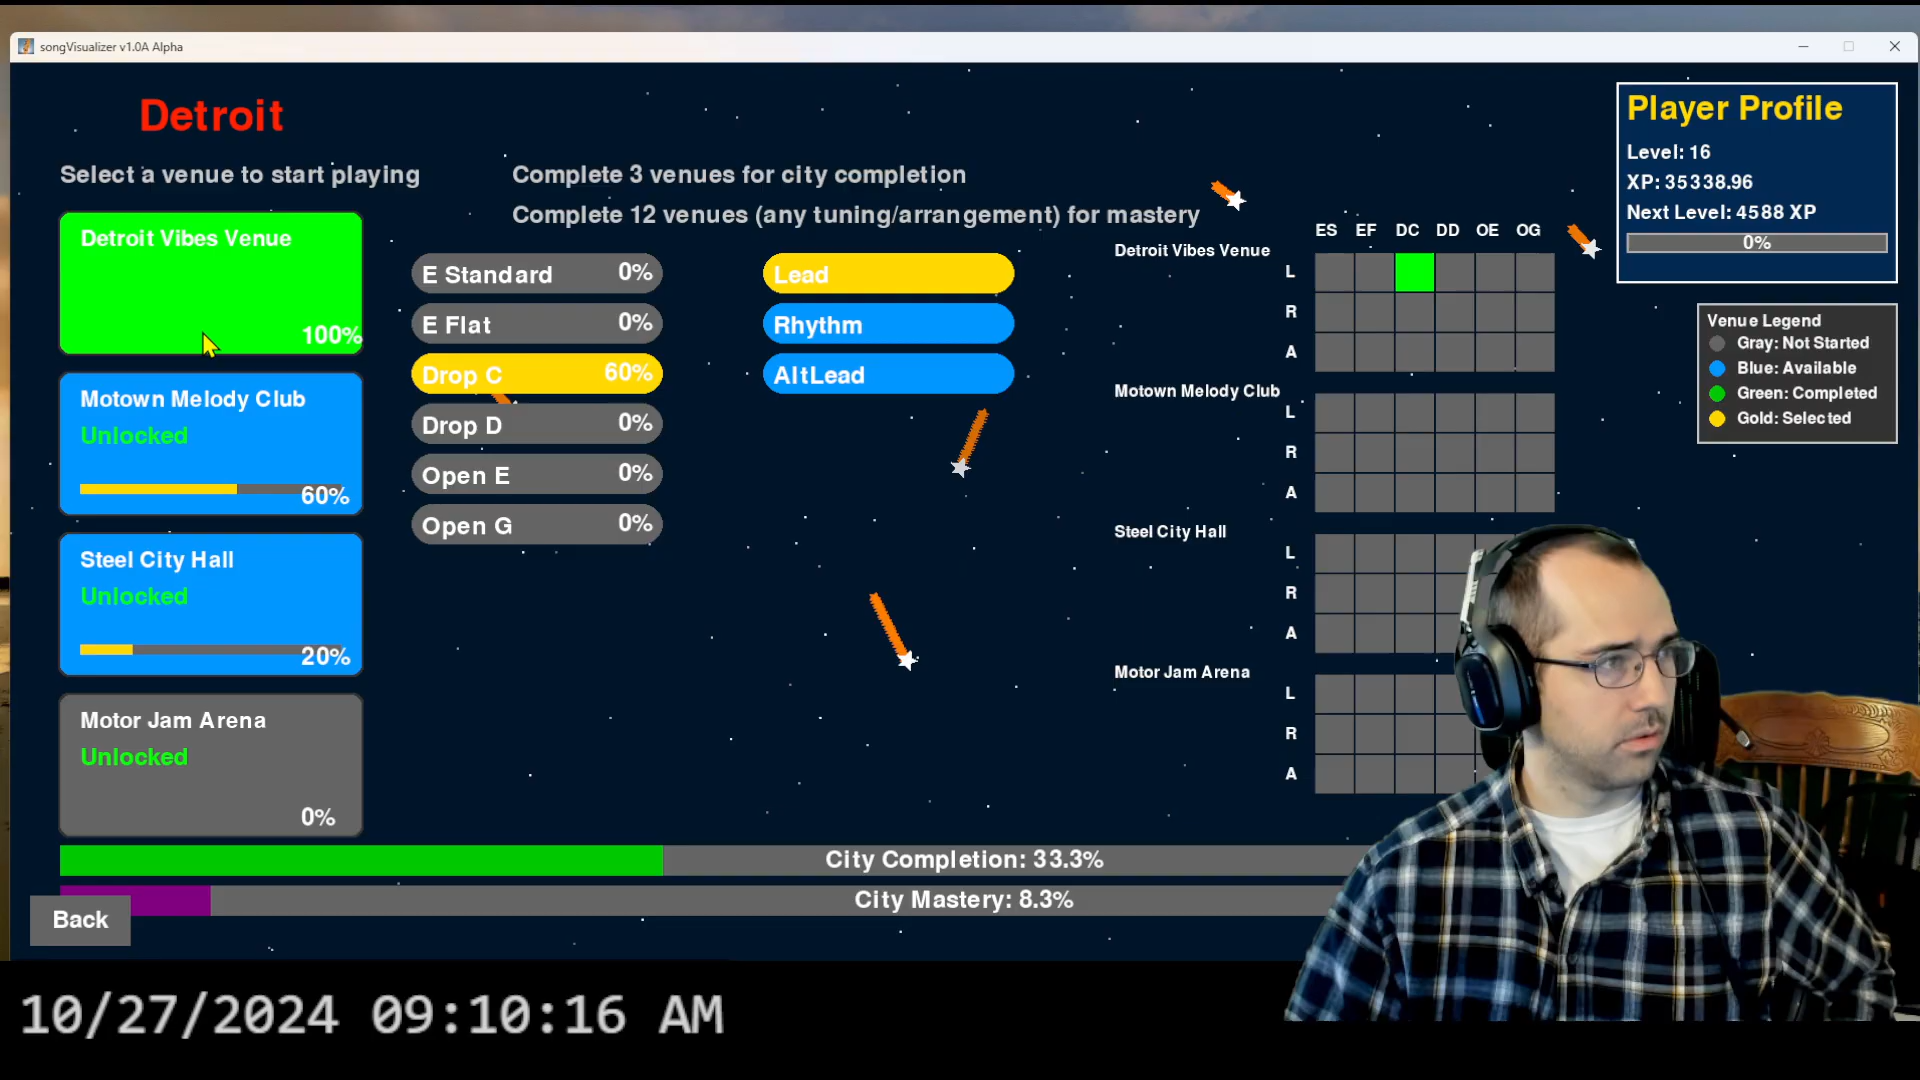 songVisualizer v1.0A Alpha
Detroit
Select a venue to start playing
Complete 3 venues for city completion
Complete 12 venues (any tuning/arrangement) for mastery
Detroit Vibes Venue
100%
Motown Melody Club
Unlocked
60%
Steel City Hall
Unlocked
20%
Motor Jam Arena
Unlocked
0%
E Standard 0%
E Flat 0%
Drop C 60%
Drop D 0%
Open E 0%
Open G 0%
Lead
Rhythm
AltLead
ES EF DC DD OE OG
Detroit Vibes Venue
L
R
A
Motown Melody Club
L
R
A
Steel City Hall
L
R
A
Motor Jam Arena
L
R
A
Player Profile
Level: 16
XP: 35338.96
Next Level: 4588 XP
0%
Venue Legend
Gray: Not Started
Blue: Available
Green: Completed
Gold: Selected
City Completion: 33.3%
City Mastery: 8.3%
Back
10/27/2024 09:10:16 AM